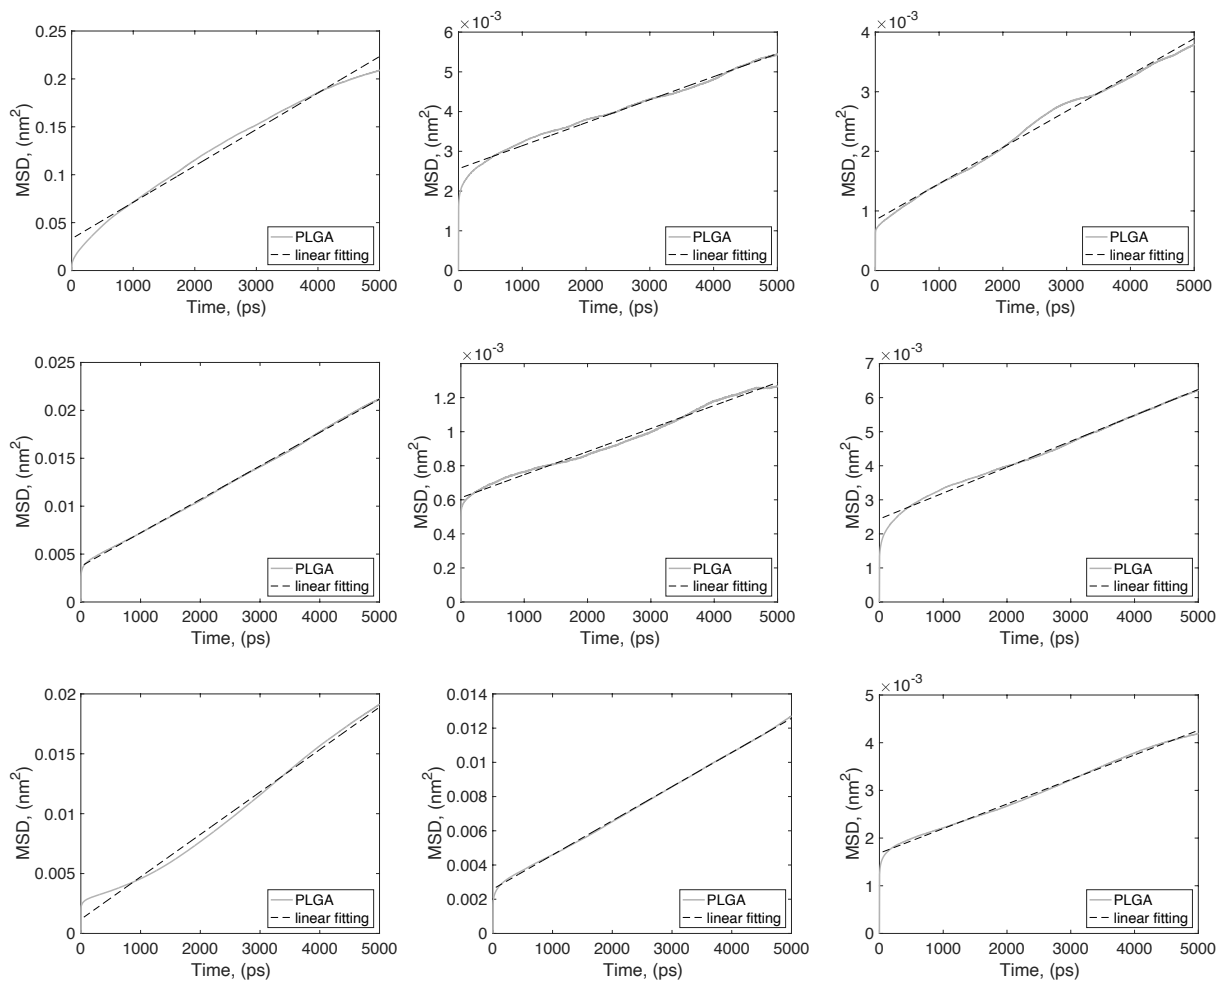 MSD, (nm²)
0.25
0.2
0.15
0.1
0.05
0
PLGA
linear fitting
0 1000 2000 3000 4000 5000
Time, (ps)
×10⁻³
MSD, (nm²)
6
5
4
3
2
1
0
PLGA
linear fitting
0 1000 2000 3000 4000 5000
Time, (ps)
×10⁻³
MSD, (nm²)
4
3
2
1
0
PLGA
linear fitting
0 1000 2000 3000 4000 5000
Time, (ps)
MSD, (nm²)
0.025
0.02
0.015
0.01
0.005
0
PLGA
linear fitting
0 1000 2000 3000 4000 5000
Time, (ps)
×10⁻³
MSD, (nm²)
1.2
1
0.8
0.6
0.4
0.2
0
PLGA
linear fitting
0 1000 2000 3000 4000 5000
Time, (ps)
×10⁻³
MSD, (nm²)
7
6
5
4
3
2
1
0
PLGA
linear fitting
0 1000 2000 3000 4000 5000
Time, (ps)
MSD, (nm²)
0.02
0.015
0.01
0.005
0
PLGA
linear fitting
0 1000 2000 3000 4000 5000
Time, (ps)
MSD, (nm²)
0.014
0.012
0.01
0.008
0.006
0.004
0.002
0
PLGA
linear fitting
0 1000 2000 3000 4000 5000
Time, (ps)
×10⁻³
MSD, (nm²)
5
4
3
2
1
0
PLGA
linear fitting
0 1000 2000 3000 4000 5000
Time, (ps)